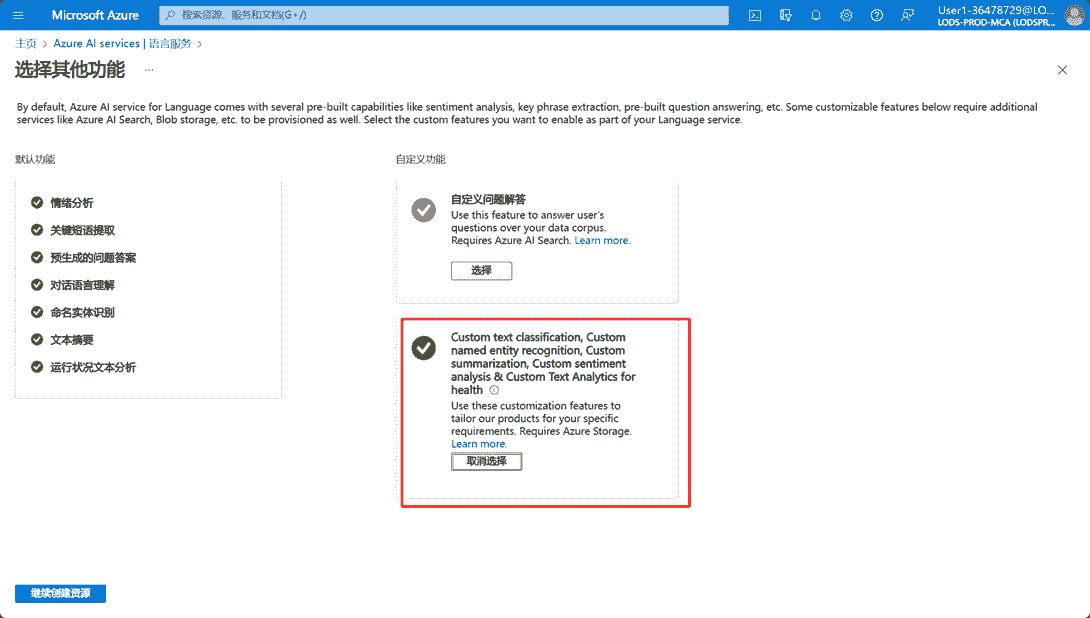 Microsoft Azure
搜索资源、服务和文档(G+/)
User1-36478729@LO...
LODS-PROD-MCA (LODSPR...
主页 > Azure AI services | 语言服务 >
选择其他功能 ...
By default, Azure AI service for Language comes with several pre-built capabilities like sentiment analysis, key phrase extraction, pre-built question answering, etc. Some customizable features below require additional
services like Azure AI Search, Blob storage, etc. to be provisioned as well. Select the custom features you want to enable as part of your Language service.
默认功能
情绪分析
关键短语提取
预生成的问题答案
对话语言理解
命名实体识别
文本摘要
运行状况文本分析
自定义功能
自定义问题解答
Use this feature to answer user's
questions over your data corpus.
Requires Azure AI Search. Learn more.
选择
Custom text classification, Custom
named entity recognition, Custom
summarization, Custom sentiment
analysis & Custom Text Analytics for
health
Use these customization features to
tailor our products for your specific
requirements. Requires Azure Storage.
Learn more.
取消选择
继续创建资源